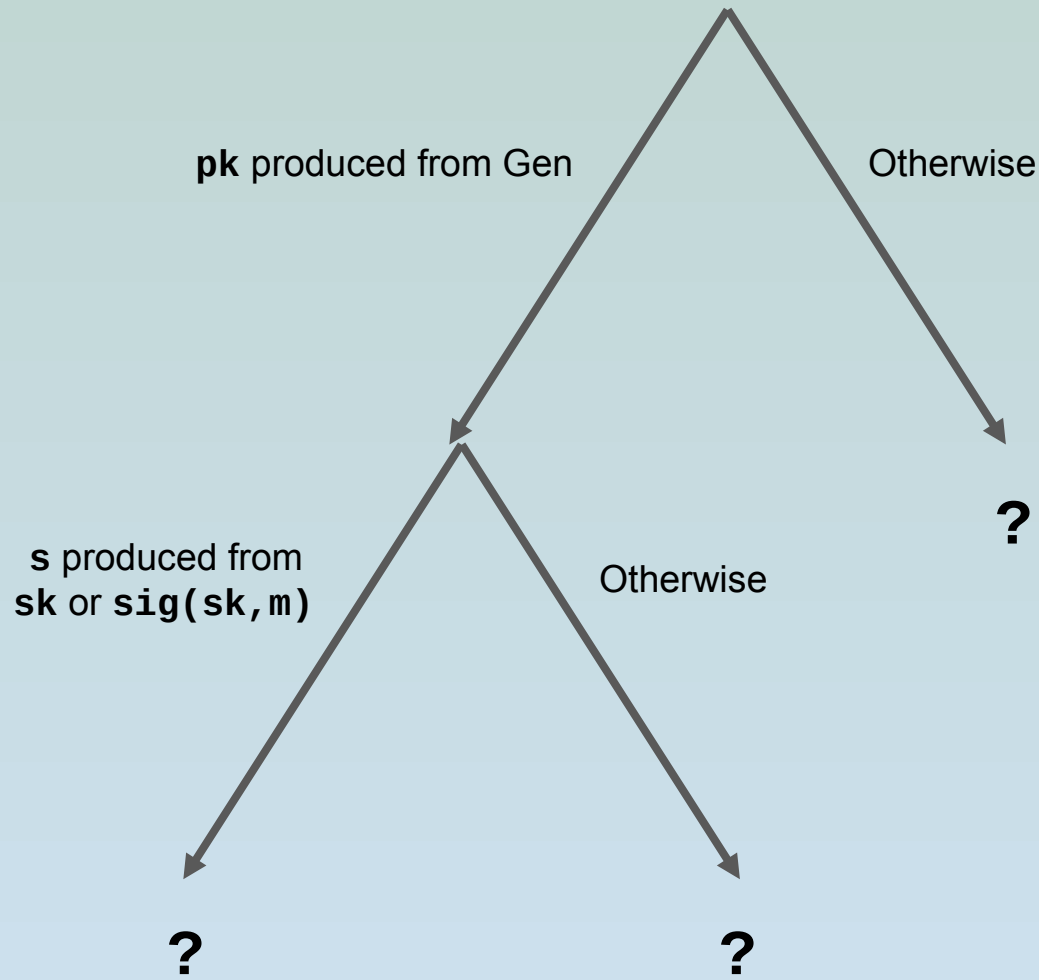 pk produced from Gen
Otherwise
?
s produced from
sk or sig(sk,m)
Otherwise
?
?